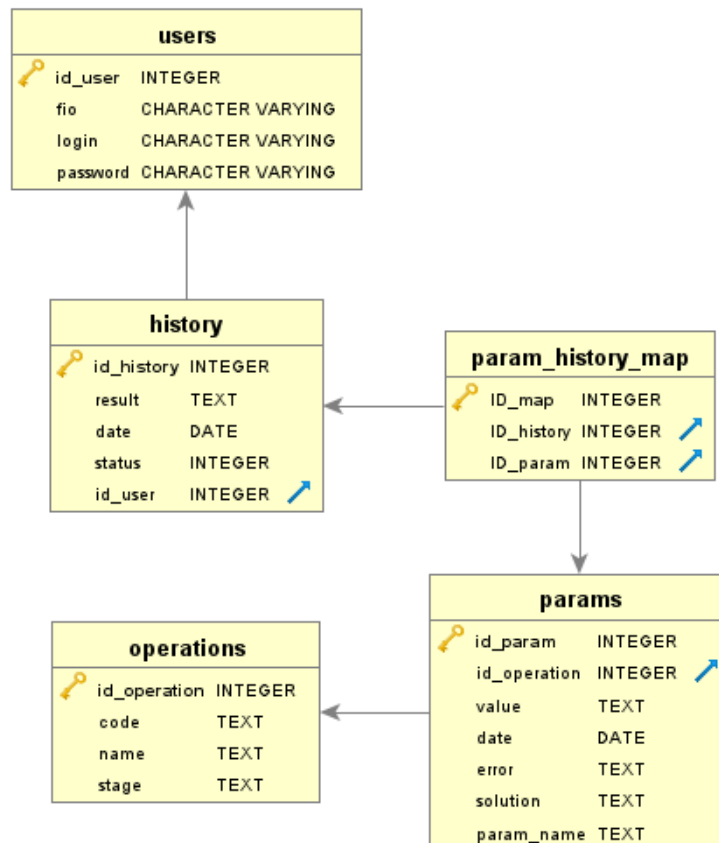 users
id_user INTEGER
fio CHARACTER VARYING
login CHARACTER VARYING
password CHARACTER VARYING
history
id_history INTEGER
result TEXT
date DATE
status INTEGER
id_user INTEGER
param_history_map
ID_map INTEGER
ID_history INTEGER
ID_param INTEGER
operations
id_operation INTEGER
code TEXT
name TEXT
stage TEXT
params
id_param INTEGER
id_operation INTEGER
value TEXT
date DATE
error TEXT
solution TEXT
param_name TEXT